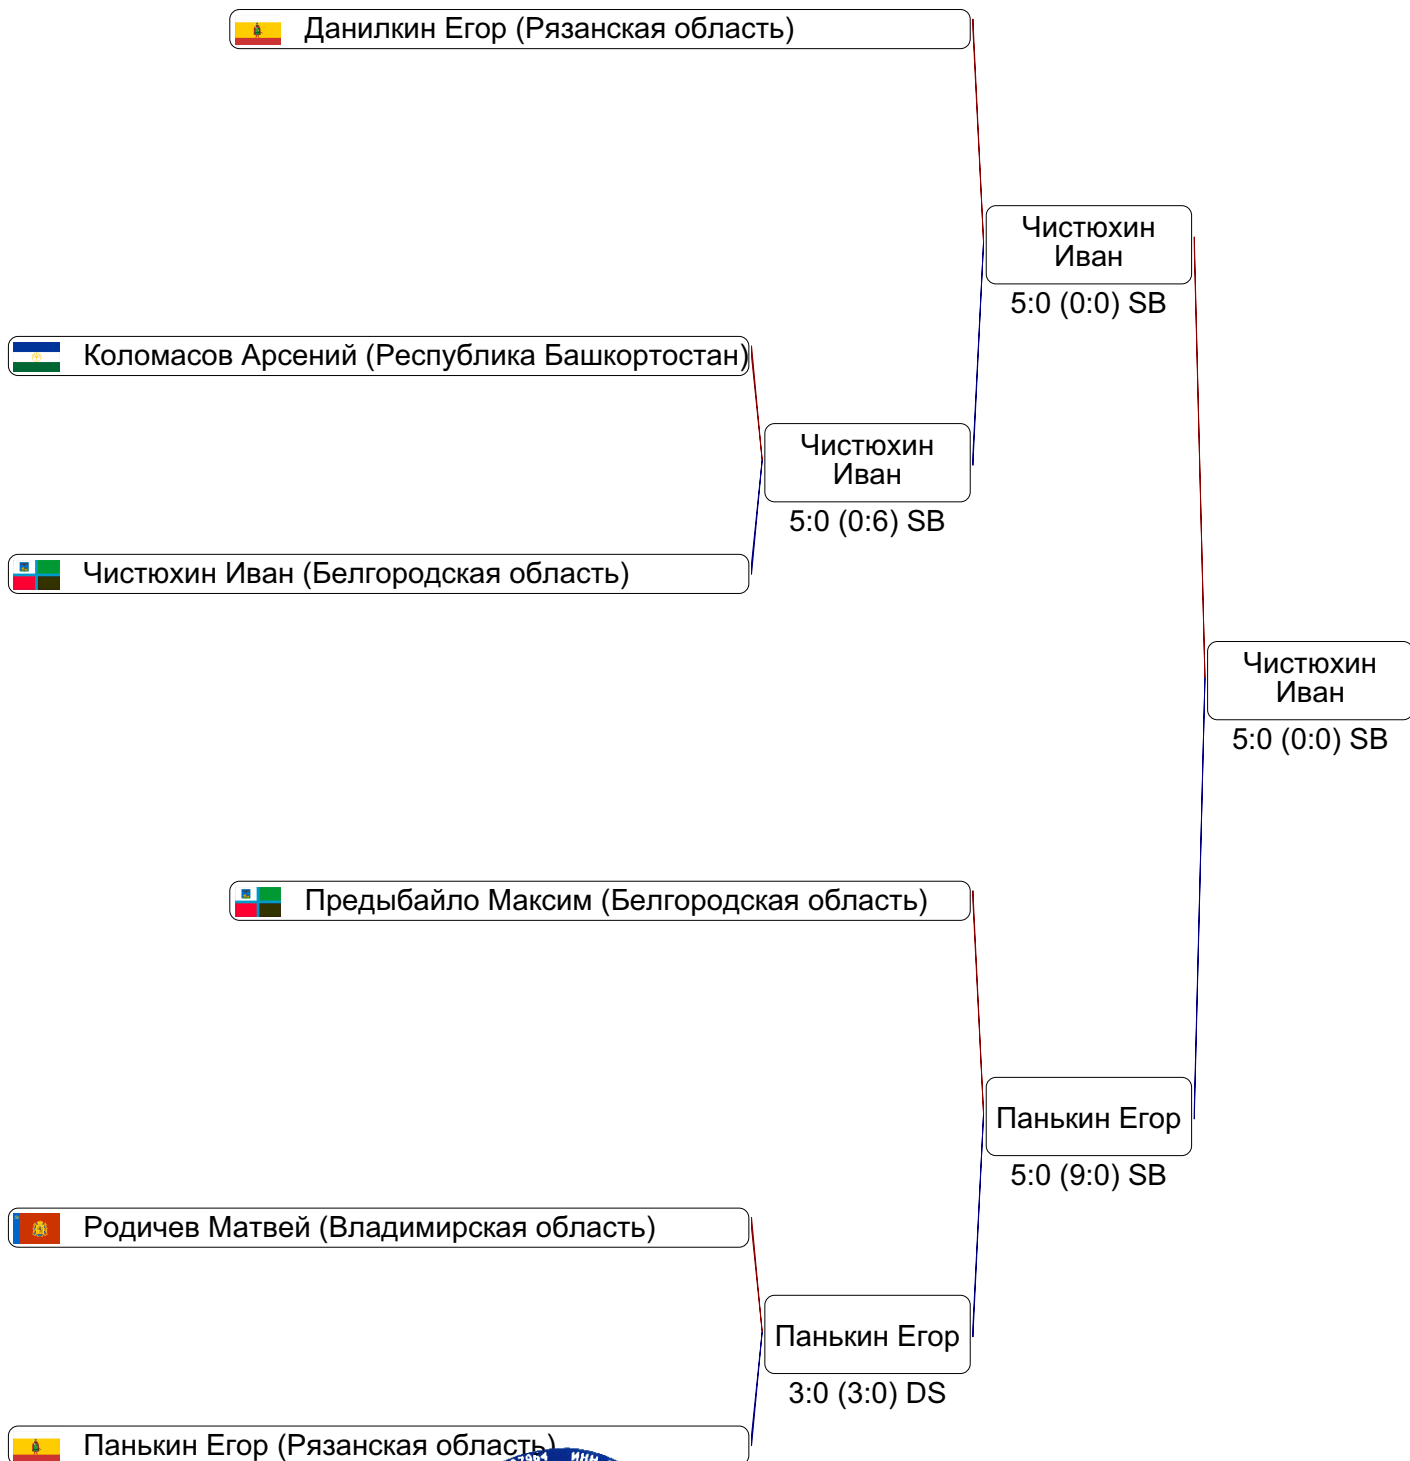 Данилкин Егор (Рязанская область)
Чистюхин
Иван
5:0 (0:0) SB
Коломасов Арсений (Республика Башкортостан)
Чистюхин
Иван
5:0 (0:6) SB
Чистюхин Иван (Белгородская область)
Чистюхин
Иван
5:0 (0:0) SB
Предыбайло Максим (Белгородская область)
Панькин Егор
5:0 (9:0) SB
Родичев Матвей (Владимирская область)
Панькин Егор
3:0 (3:0) DS
Панькин Егор (Рязанская область)
ИНН